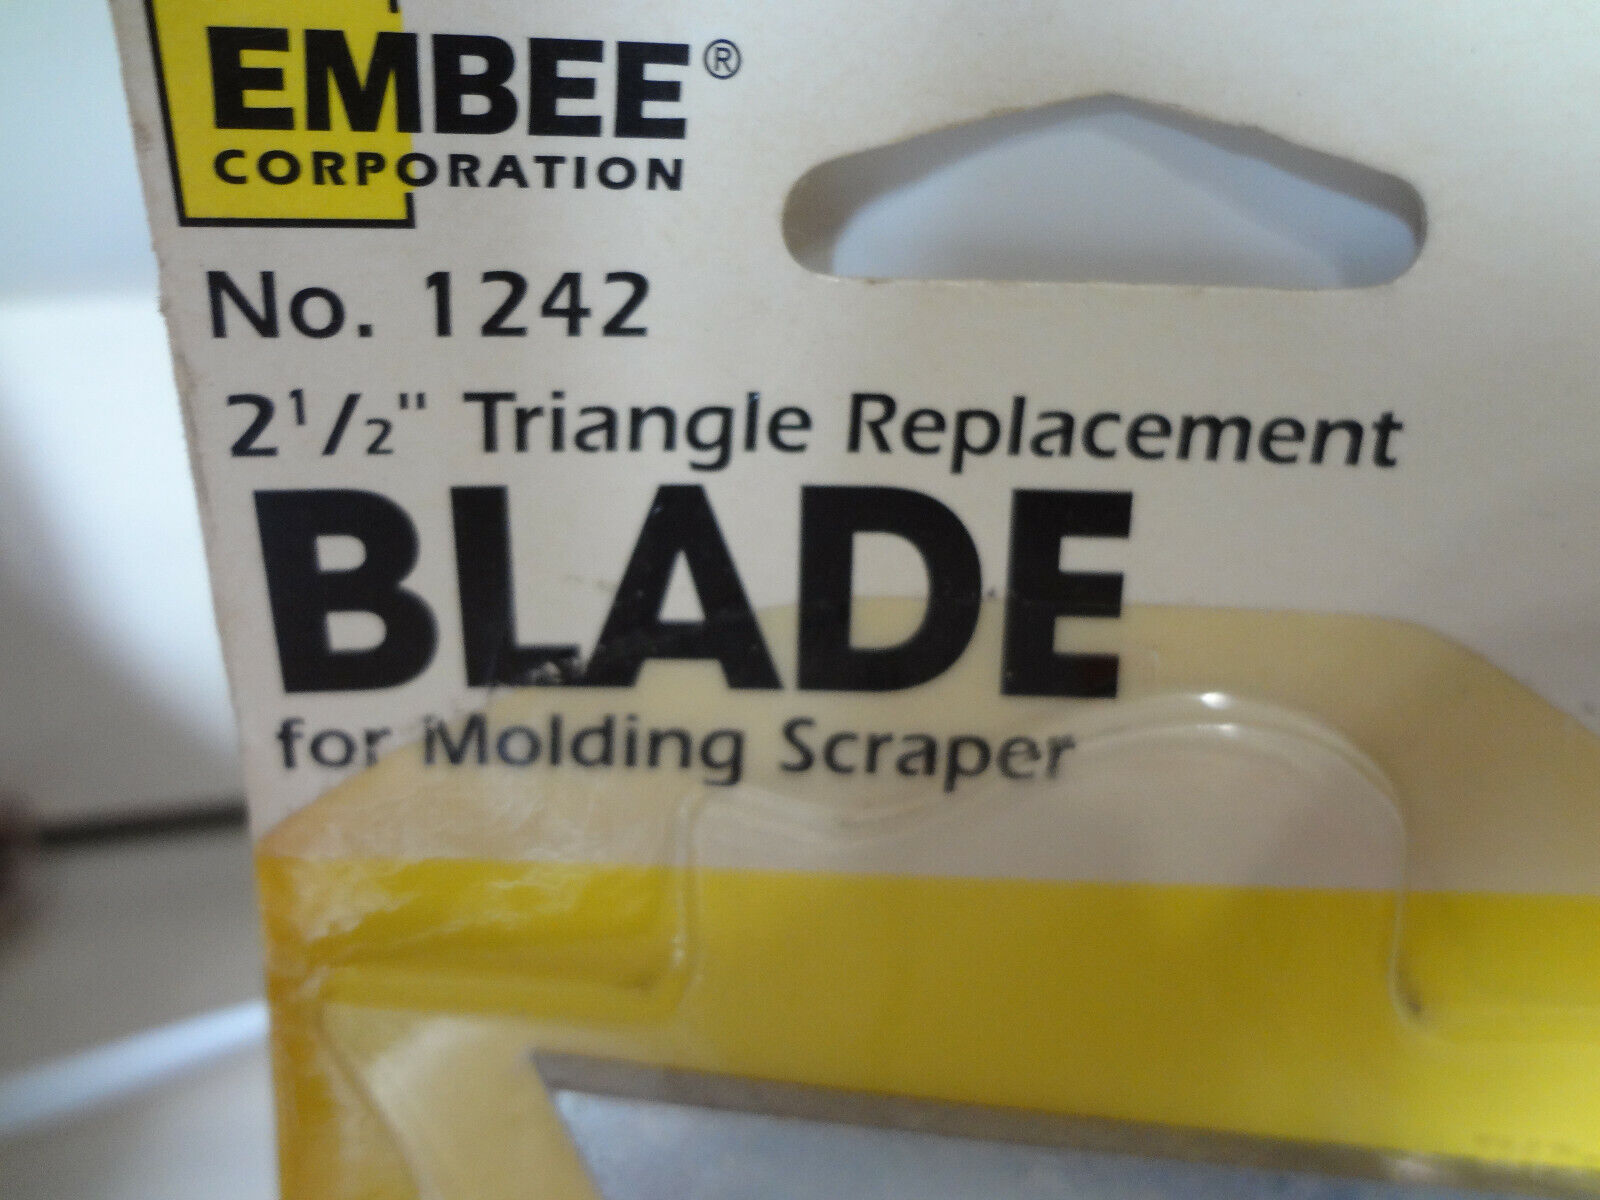 EMBEE®
CORPORATION
No. 1242
2 1/2" Triangle Replacement
BLADE
for Molding Scraper